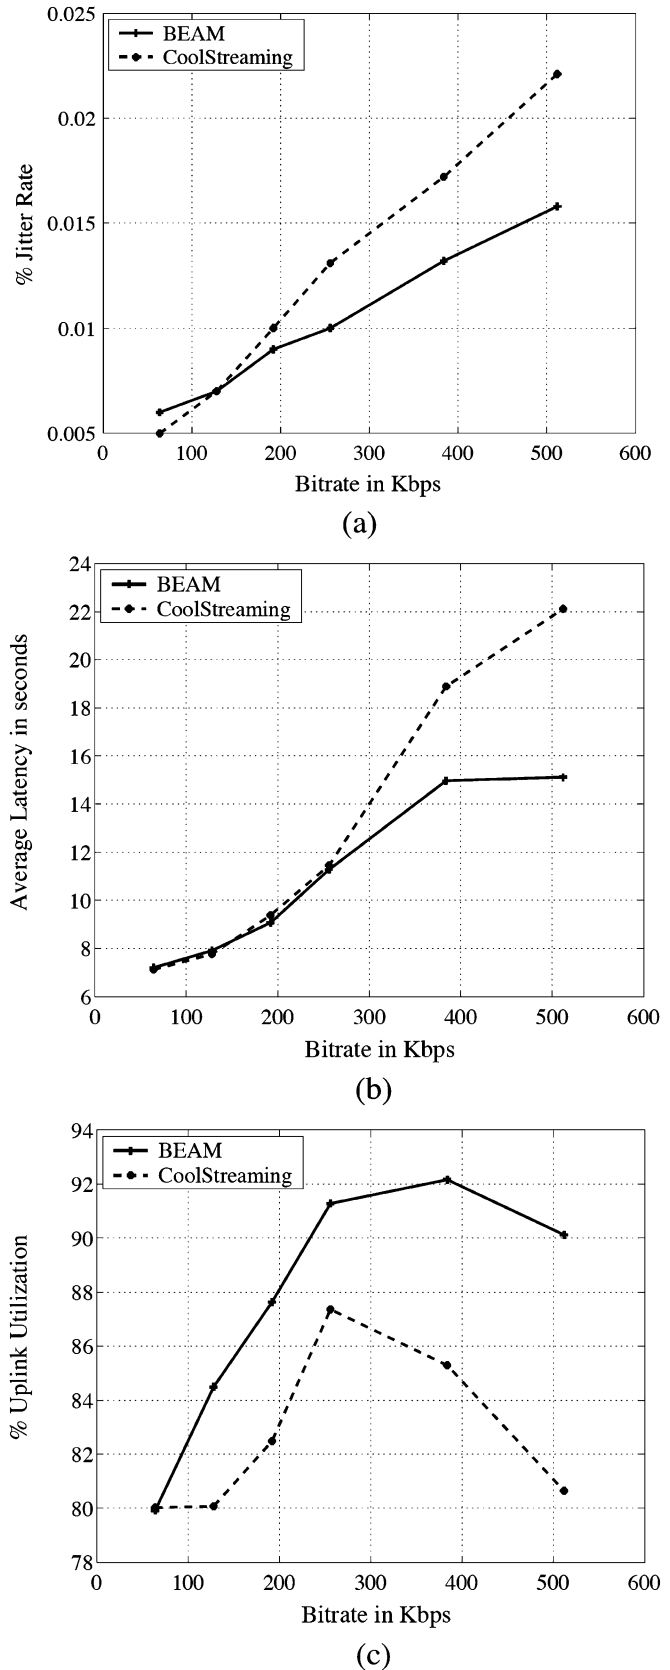 0.025
BEAM
CoolStreaming
0.02
% Jitter Rate
0.015
0.01
0.005
0 100 200 300 400 500 600
Bitrate in Kbps
(a)
24
BEAM
CoolStreaming
22
20
18
16
Average Latency in seconds
14
12
10
8
6
0 100 200 300 400 500 600
Bitrate in Kbps
(b)
94
BEAM
CoolStreaming
92
90
88
% Uplink Utilization
86
84
82
80
78
0 100 200 300 400 500 600
Bitrate in Kbps
(c)